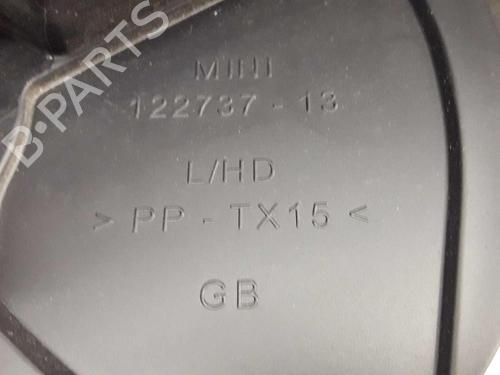 B-PARTS
MINI
122737 - 13
L/HD
> PP - TX15 <
GB